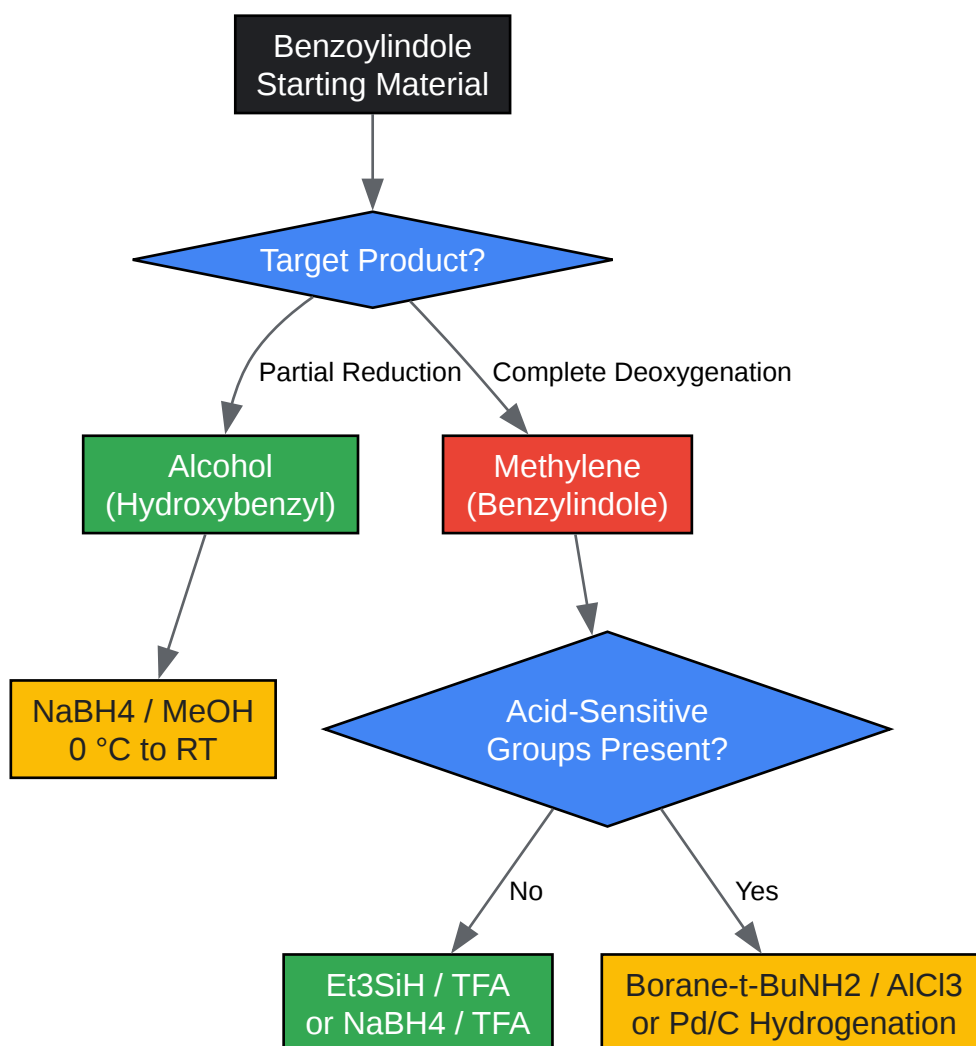 Benzoylindole
Starting Material
Target Product?
Partial Reduction
Complete Deoxygenation
Alcohol
(Hydroxybenzyl)
Methylene
(Benzylindole)
NaBH4 / MeOH
0 °C to RT
Acid-Sensitive
Groups Present?
No
Yes
Et3SiH / TFA
or NaBH4 / TFA
Borane-t-BuNH2 / AlCl3
or Pd/C Hydrogenation